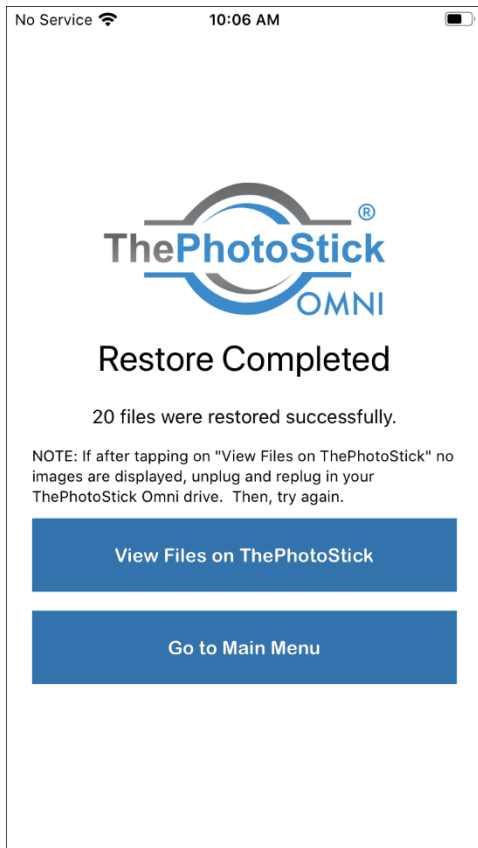 No Service 10:06 AM
ThePhotoStick®
OMNI
Restore Completed
20 files were restored successfully.
NOTE: If after tapping on "View Files on ThePhotoStick" no
images are displayed, unplug and replug in your
ThePhotoStick Omni drive.  Then, try again.
View Files on ThePhotoStick
Go to Main Menu